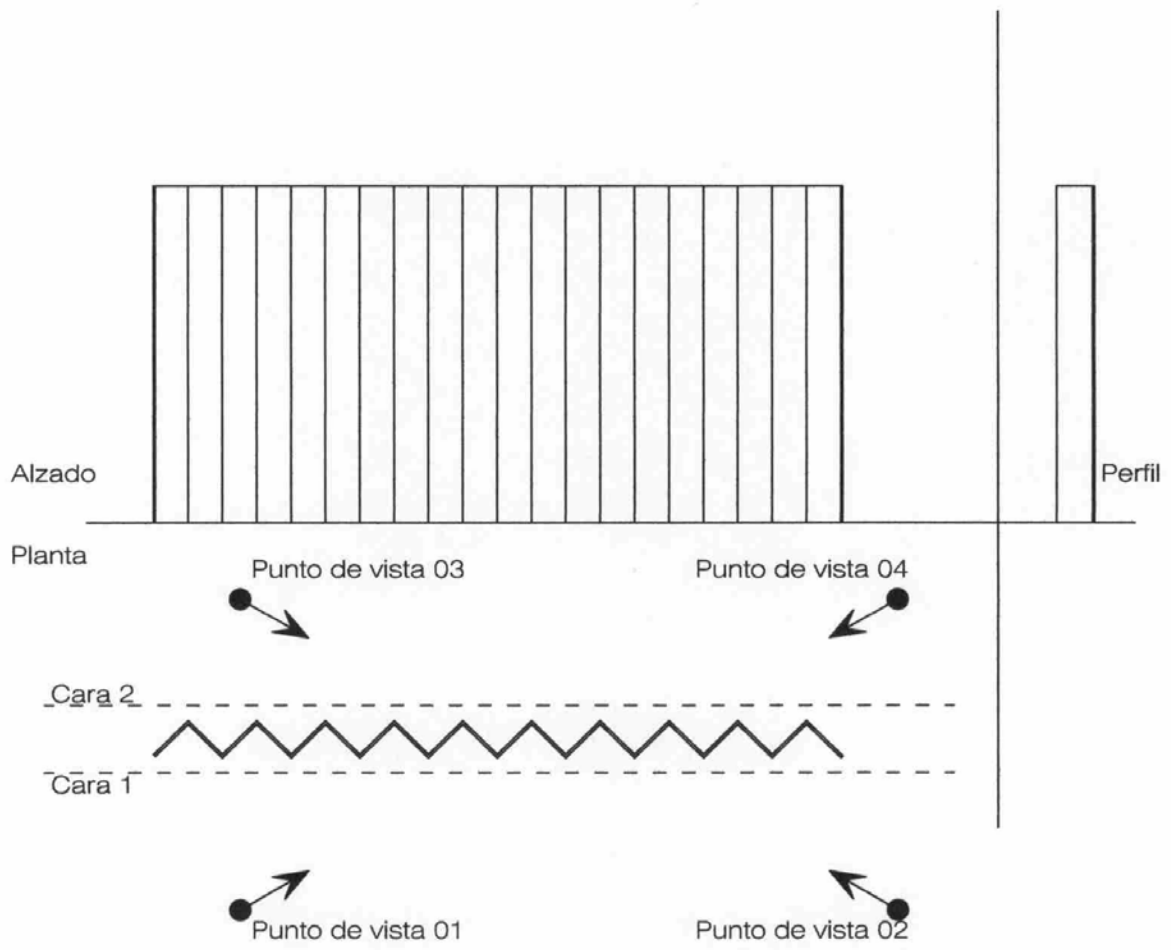 Alzado
Perfil
Planta
Punto de vista 03
Punto de vista 04
Cara 2
Cara 1
Punto de vista 01
Punto de vista 02